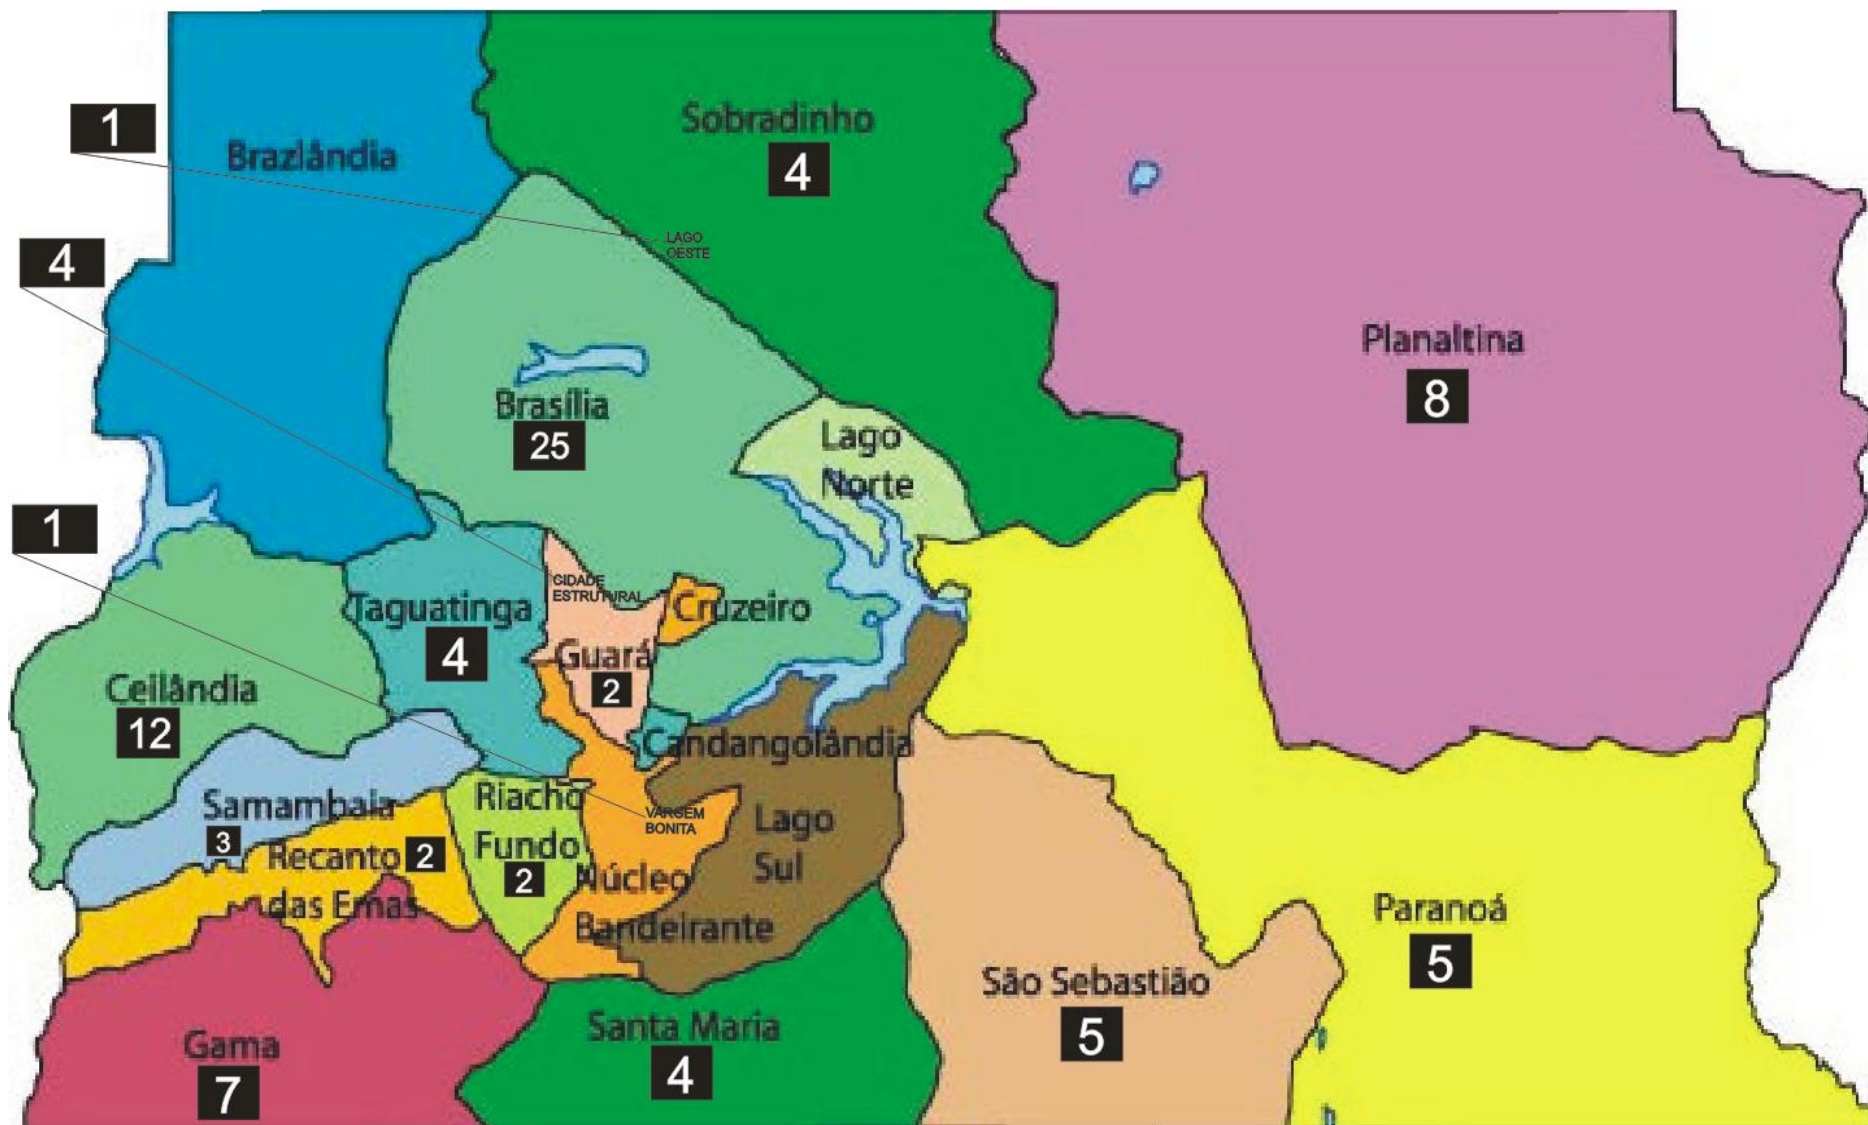 1
Brazlândia
Sobradinho
4
LAGO
OESTE
4
Planaltina
8
Brasília
25
Lago
Norte
1
CIDADE
ESTRUTURAL
Taguatinga
4
Cruzeiro
Guará
2
Ceilândia
12
Candangolândia
Samambaia
3
Riacho
Fundo
2
VARGEM
BONITA
Lago
Sul
Recanto
2
das Emas
Núcleo
Bandeirante
Paranoá
5
São Sebastião
5
Santa Maria
4
Gama
7